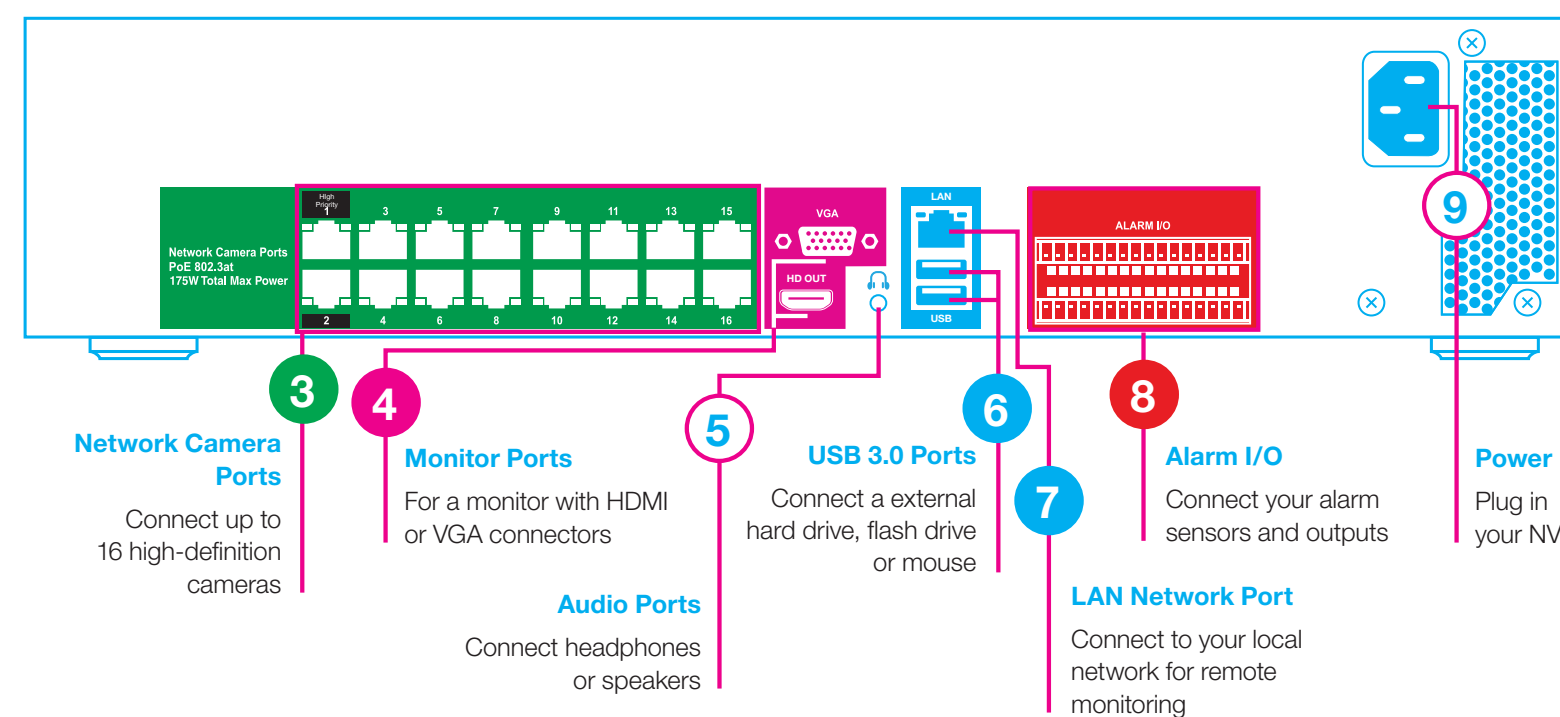 High
Priority
1
3
5
7
9
11
13
15
Network Camera Ports
PoE 802.3at
175W Total Max Power
2
4
6
8
10
12
14
16
VGA
HD OUT
LAN
USB
ALARM I/O
3
Network Camera
Ports
Connect up to
16 high-definition
cameras
4
Monitor Ports
For a monitor with HDMI
or VGA connectors
5
Audio Ports
Connect headphones
or speakers
6
USB 3.0 Ports
Connect a external
hard drive, flash drive
or mouse
7
LAN Network Port
Connect to your local
network for remote
monitoring
8
Alarm I/O
Connect your alarm
sensors and outputs
9
Power
Plug in
your NV